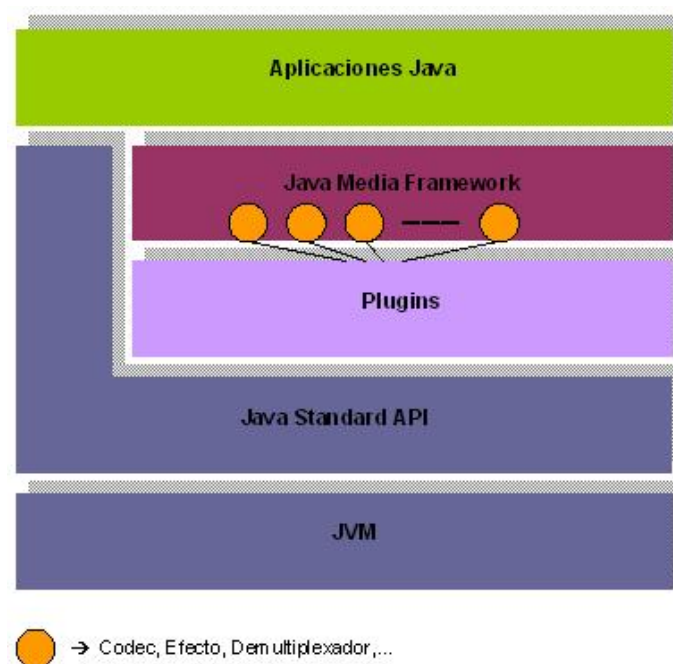 Aplicaciones Java
Java Media Framework
Plugins
Java Standard API
JVM
→ Codec, Efecto, Demultiplexador,...